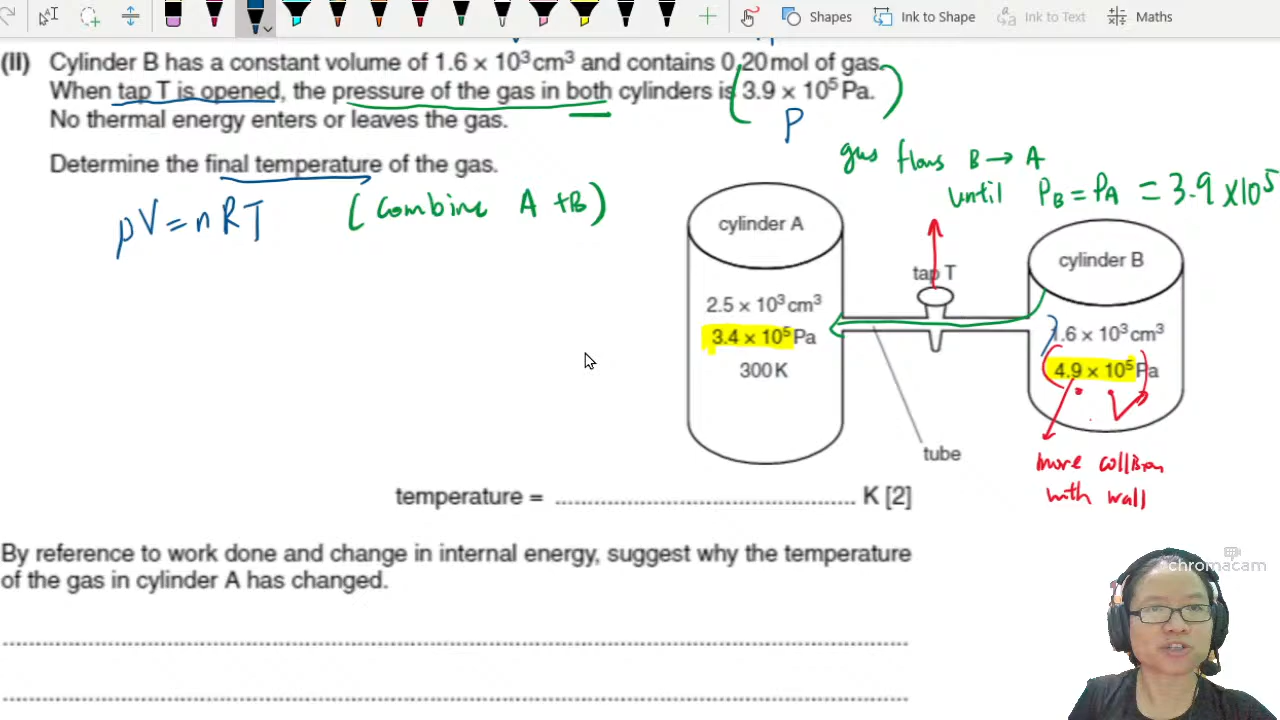 Shapes
Ink to Shape
Ink to Text
Maths
(II) Cylinder B has a constant volume of 1.6 × 10³ cm³ and contains 0.20 mol of gas.
When tap T is opened, the pressure of the gas in both cylinders is 3.9 × 10⁵ Pa.
No thermal energy enters or leaves the gas.
P
Determine the final temperature of the gas.
gas flows B → A
until P_B = P_A = 3.9 × 10⁵
pV = nRT (combine A + B)
cylinder A
cylinder B
tap T
2.5 × 10³ cm³
3.4 × 10⁵ Pa
300 K
1.6 × 10³ cm³
4.9 × 10⁵ Pa
tube
more collision
with wall
temperature = .................................................. K [2]
By reference to work done and change in internal energy, suggest why the temperature
of the gas in cylinder A has changed.
chromacam